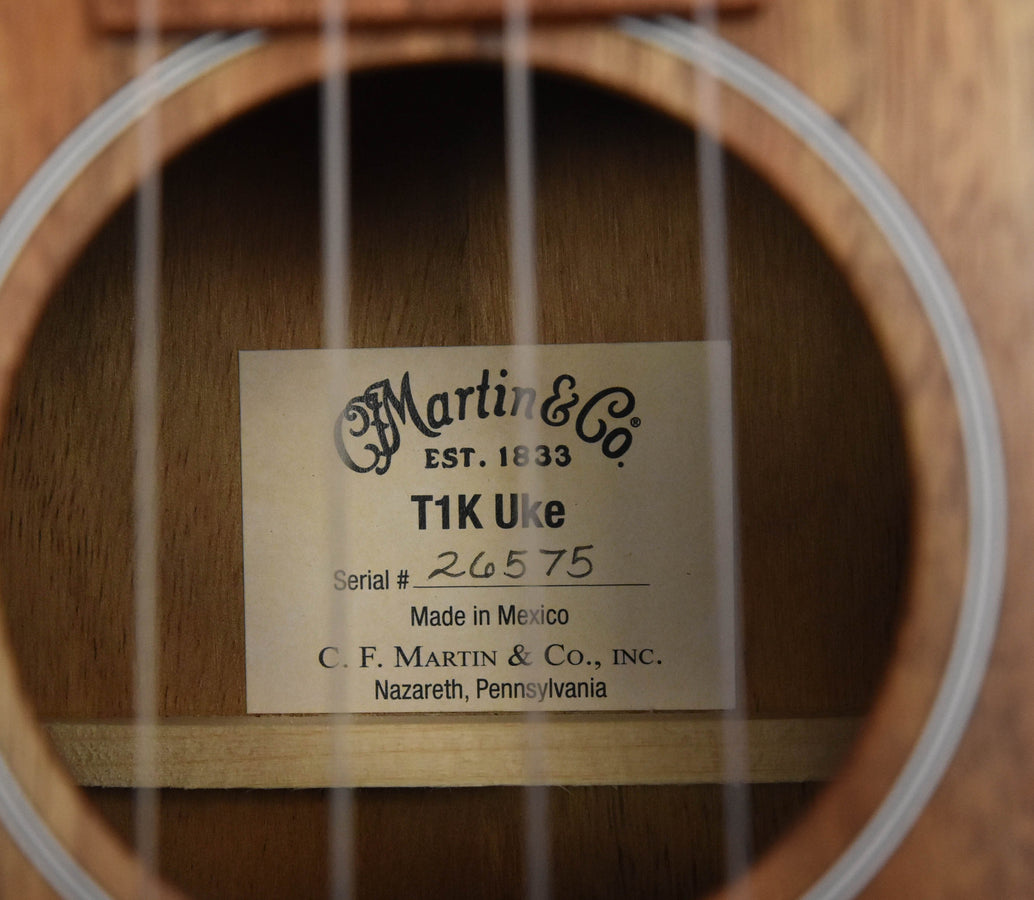 CFMartin & Co.®
EST. 1833
T1K Uke
Serial # 26575
Made in Mexico
C. F. MARTIN & CO., INC.
Nazareth, Pennsylvania